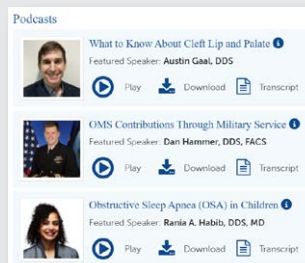 Podcasts
What to Know About Cleft Lip and Palate
Featured Speaker: Austin Gaal, DDS
Play Download Transcript
OMS Contributions Through Military Service
Featured Speaker: Dan Hammer, DDS, FACS
Play Download Transcript
Obstructive Sleep Apnea (OSA) in Children
Featured Speaker: Rania A. Habib, DDS, MD
Play Download Transcript